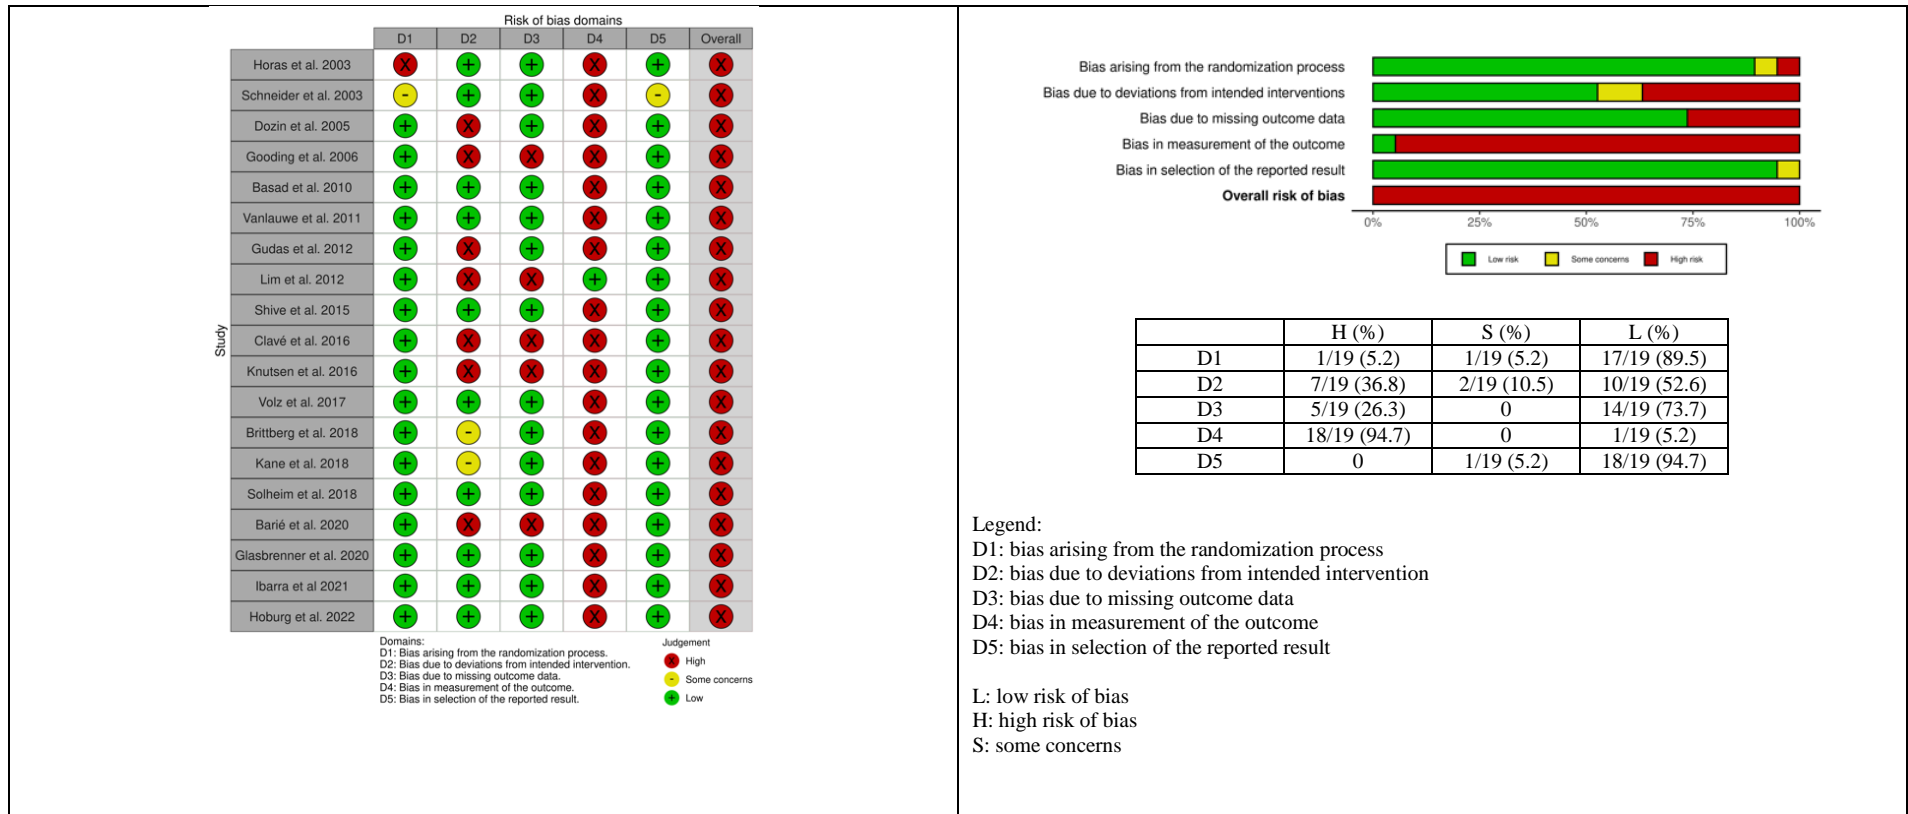 Risk of bias domains
D1 D2 D3 D4 D5 Overall
Study
Horas et al. 2003 X + + X + X
Schneider et al. 2003 - + + X - X
Dozin et al. 2005 + X + X + X
Gooding et al. 2006 + X X X + X
Basad et al. 2010 + + + X + X
Vanlauwe et al. 2011 + + + X + X
Gudas et al. 2012 + X + X + X
Lim et al. 2012 + X X + + X
Shive et al. 2015 + + + X + X
Clavé et al. 2016 + X X X + X
Knutsen et al. 2016 + X X X + X
Volz et al. 2017 + + + X + X
Brittberg et al. 2018 + - + X + X
Kane et al. 2018 + - + X + X
Solheim et al. 2018 + + + X + X
Barié et al. 2020 + X X X + X
Glasbrenner et al. 2020 + + + X + X
Ibarra et al 2021 + + + X + X
Hoburg et al. 2022 + + + X + X
Domains:
D1: Bias arising from the randomization process.
D2: Bias due to deviations from intended intervention.
D3: Bias due to missing outcome data.
D4: Bias in measurement of the outcome.
D5: Bias in selection of the reported result.
Judgement
X High
- Some concerns
+ Low
Bias arising from the randomization process
Bias due to deviations from intended interventions
Bias due to missing outcome data
Bias in measurement of the outcome
Bias in selection of the reported result
Overall risk of bias
0% 25% 50% 75% 100%
Low risk Some concerns High risk
H (%) S (%) L (%)
D1 1/19 (5.2) 1/19 (5.2) 17/19 (89.5)
D2 7/19 (36.8) 2/19 (10.5) 10/19 (52.6)
D3 5/19 (26.3) 0 14/19 (73.7)
D4 18/19 (94.7) 0 1/19 (5.2)
D5 0 1/19 (5.2) 18/19 (94.7)
Legend:
D1: bias arising from the randomization process
D2: bias due to deviations from intended intervention
D3: bias due to missing outcome data
D4: bias in measurement of the outcome
D5: bias in selection of the reported result
L: low risk of bias
H: high risk of bias
S: some concerns